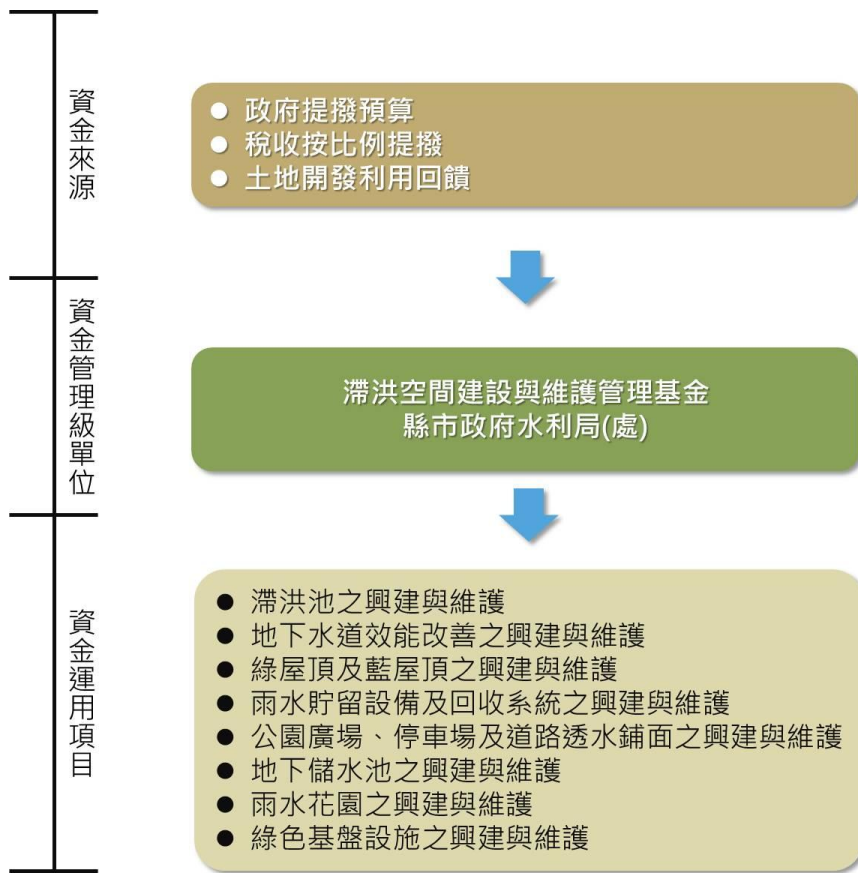 資金來源
● 政府提撥預算
● 稅收按比例提撥
● 土地開發利用回饋
資金管理級單位
滯洪空間建設與維護管理基金
縣市政府水利局(處)
資金運用項目
● 滯洪池之興建與維護
● 地下水道效能改善之興建與維護
● 綠屋頂及藍屋頂之興建與維護
● 雨水貯留設備及回收系統之興建與維護
● 公園廣場、停車場及道路透水鋪面之興建與維護
● 地下儲水池之興建與維護
● 雨水花園之興建與維護
● 綠色基盤設施之興建與維護